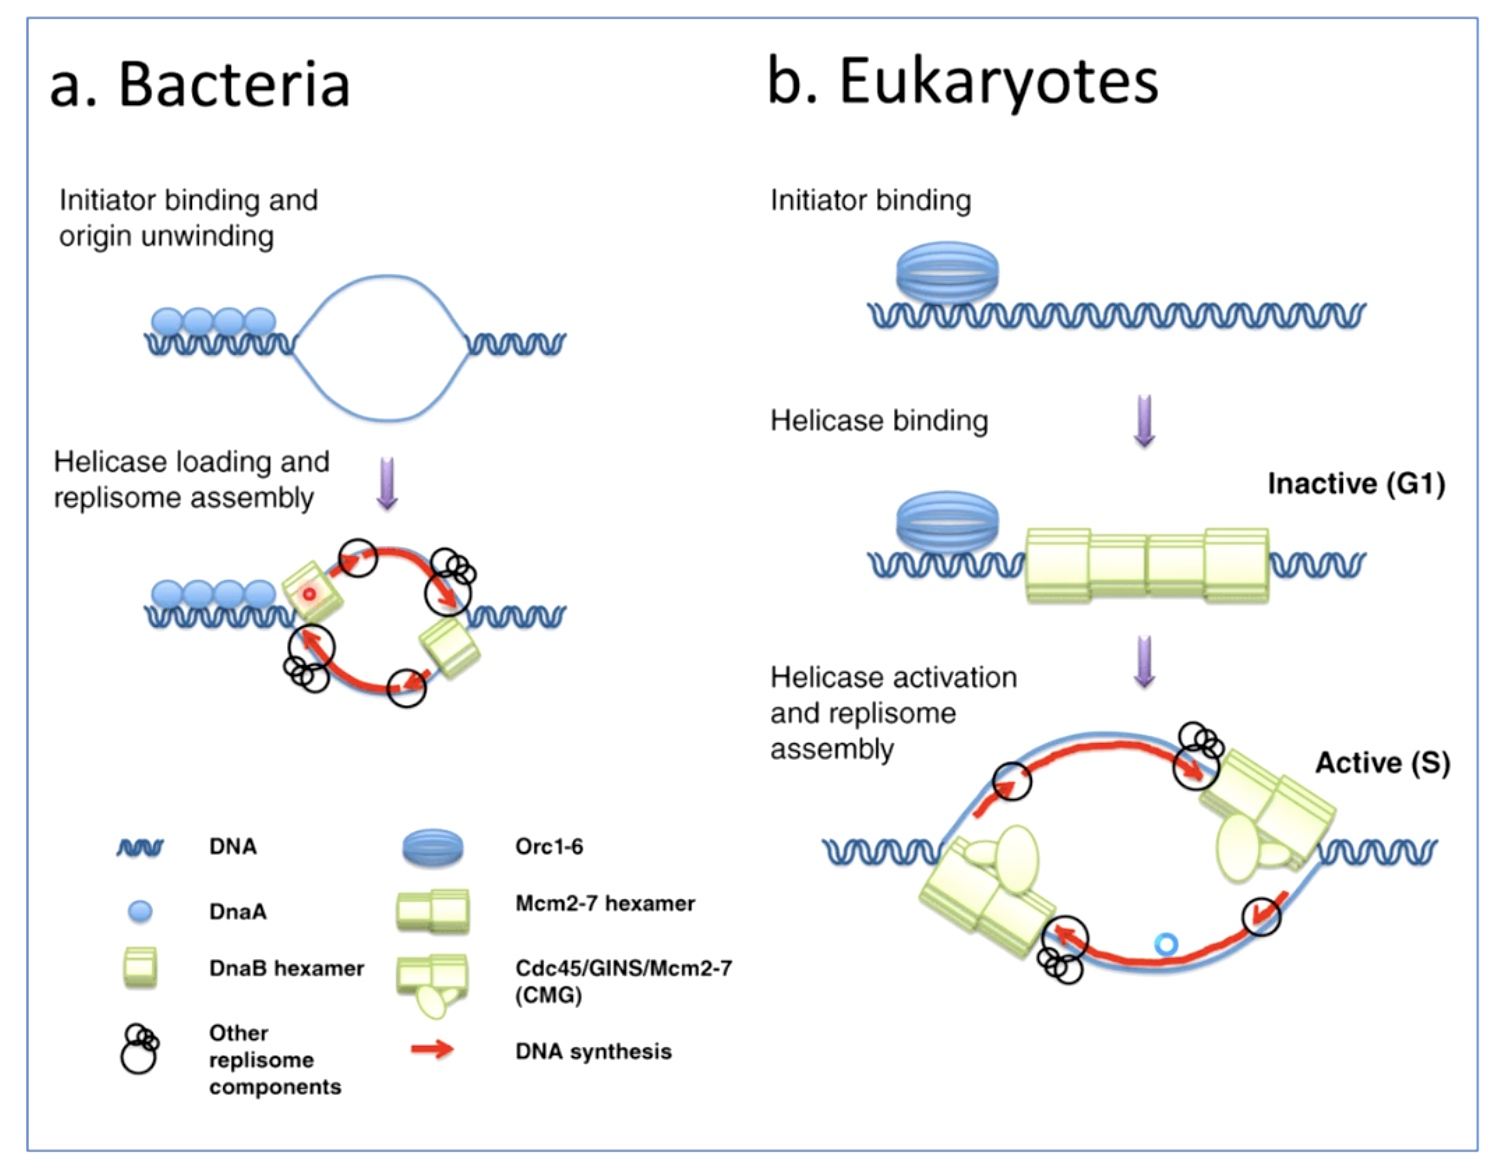 a. Bacteria
Initiator binding and
origin unwinding
Helicase loading and
replisome assembly
b. Eukaryotes
Initiator binding
Helicase binding
Inactive (G1)
Helicase activation
and replisome
assembly
Active (S)
DNA
DnaA
DnaB hexamer
Other
replisome
components
Orc1-6
Mcm2-7 hexamer
Cdc45/GINS/Mcm2-7
(CMG)
DNA synthesis